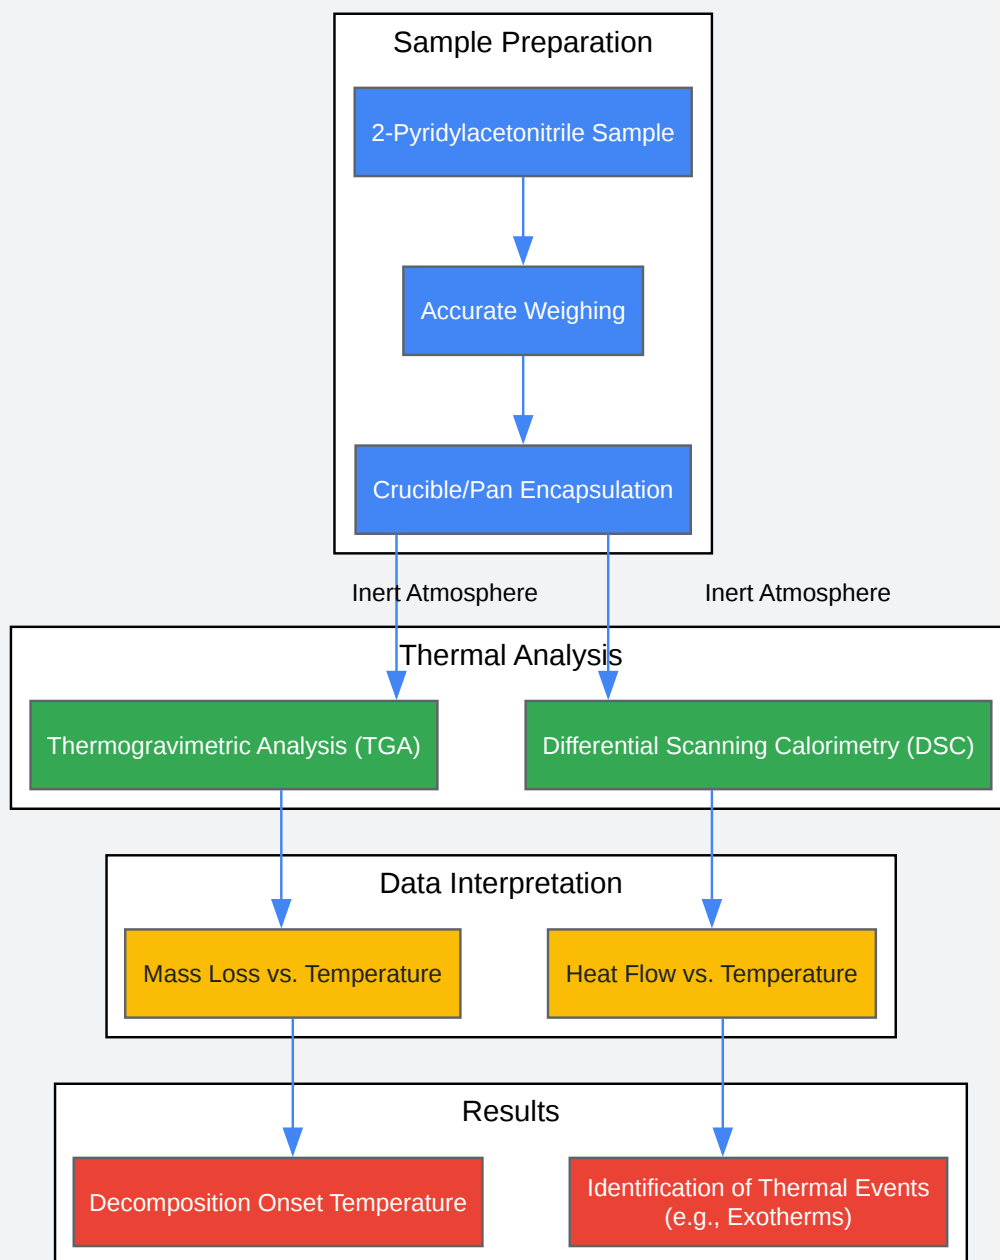 Sample Preparation
2-Pyridylacetonitrile Sample
Accurate Weighing
Crucible/Pan Encapsulation
Inert Atmosphere
Inert Atmosphere
Thermal Analysis
Thermogravimetric Analysis (TGA)
Differential Scanning Calorimetry (DSC)
Data Interpretation
Mass Loss vs. Temperature
Heat Flow vs. Temperature
Results
Decomposition Onset Temperature
Identification of Thermal Events
(e.g., Exotherms)